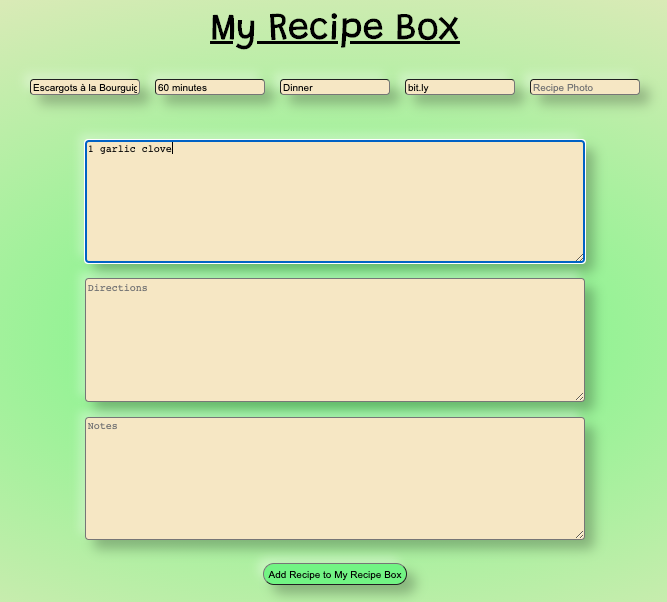 My Recipe Box
Escargots à la Bourguig
60 minutes
Dinner
bit.ly
Recipe Photo
1 garlic clove
Directions
Notes
Add Recipe to My Recipe Box